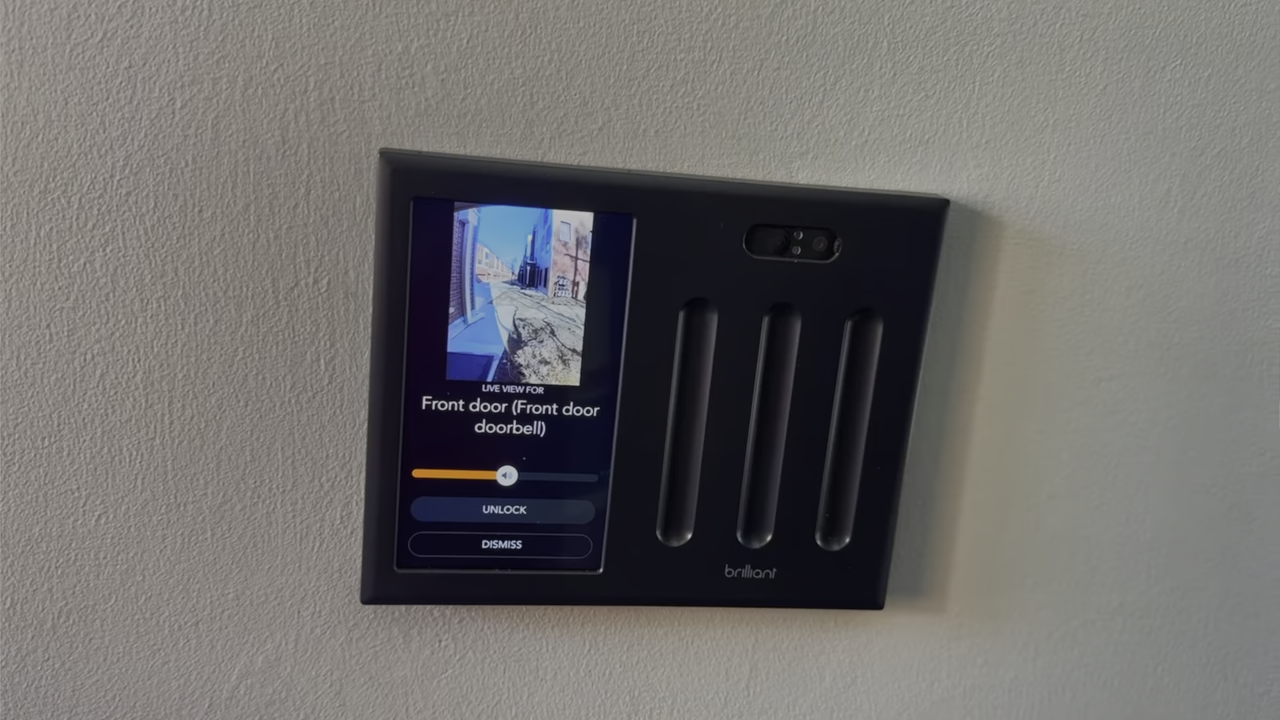 LIVE VIEW FOR
Front door (Front door
doorbell)
UNLOCK
DISMISS
brilliant